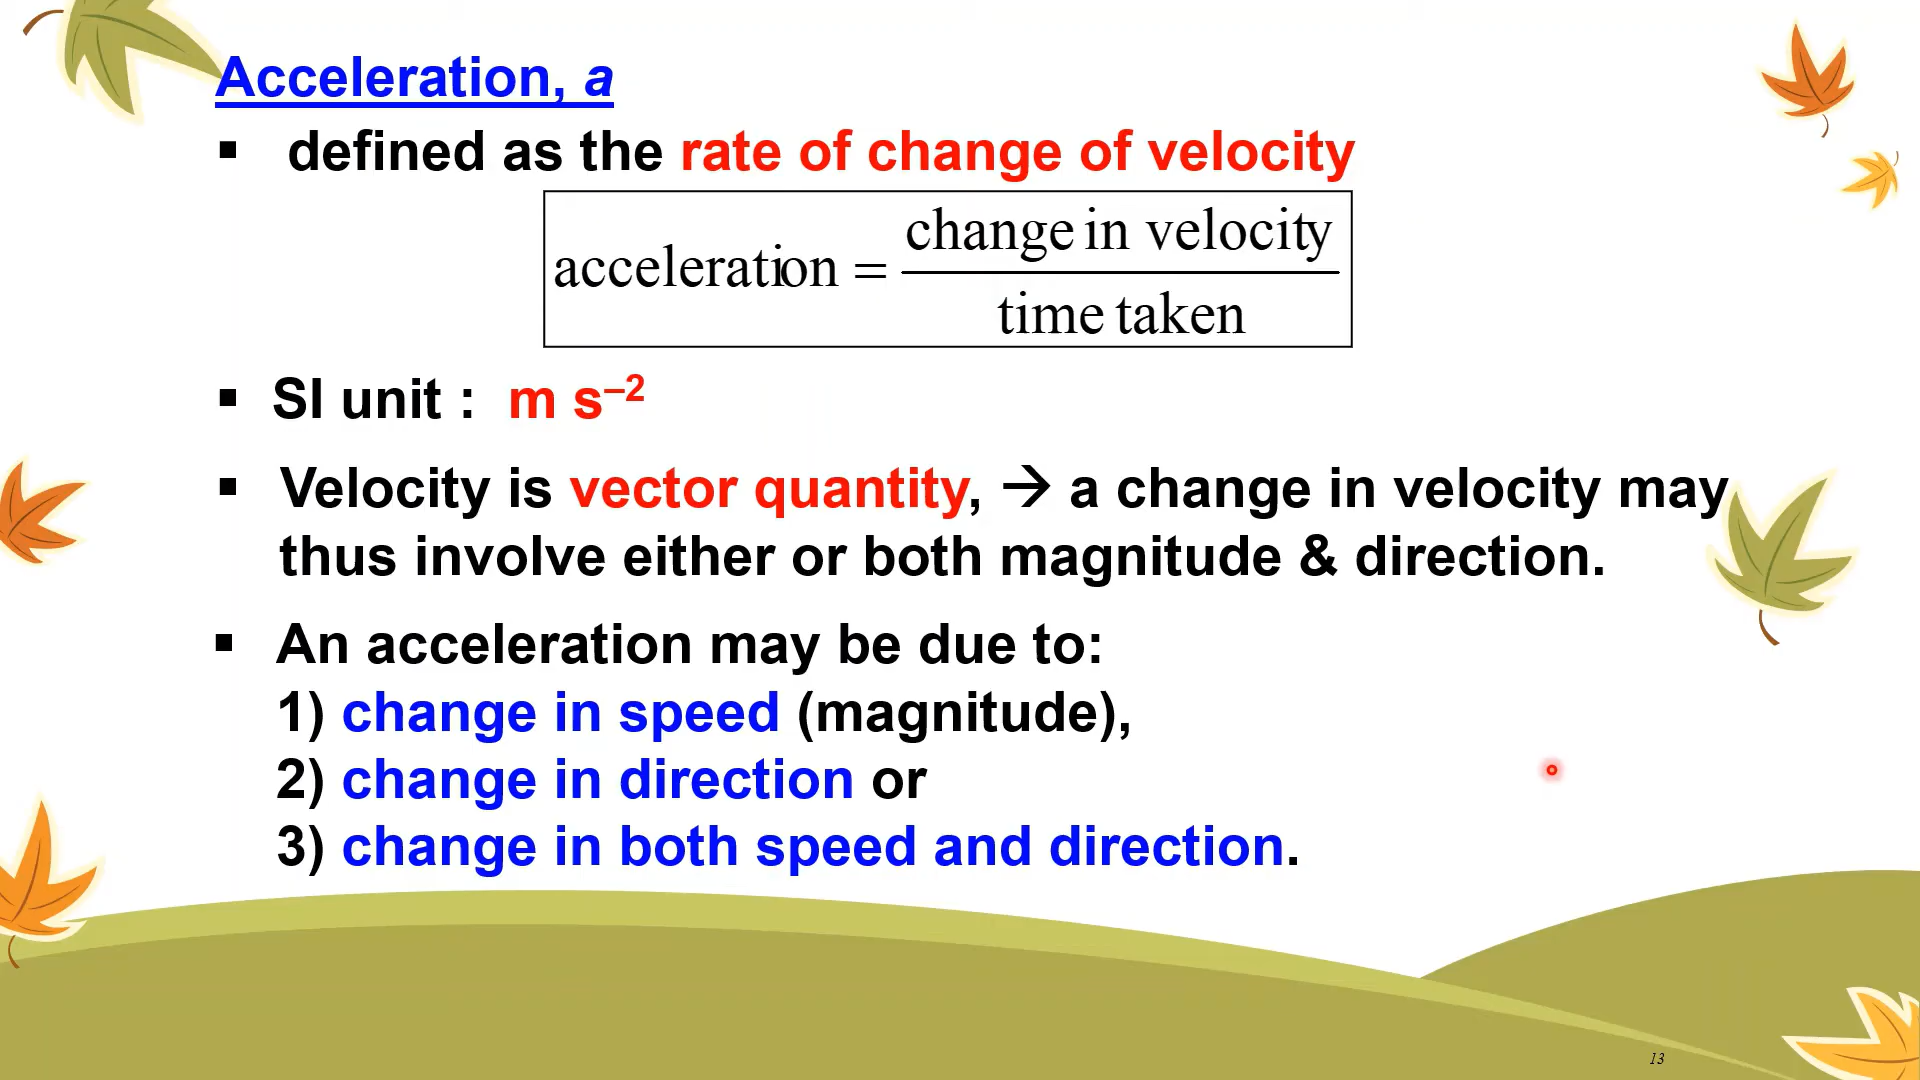 Acceleration, a
▪ defined as the rate of change of velocity
acceleration = change in velocity / time taken
▪ SI unit : m s⁻²
▪ Velocity is vector quantity, → a change in velocity may
thus involve either or both magnitude & direction.
▪ An acceleration may be due to:
1) change in speed (magnitude),
2) change in direction or
3) change in both speed and direction.
13